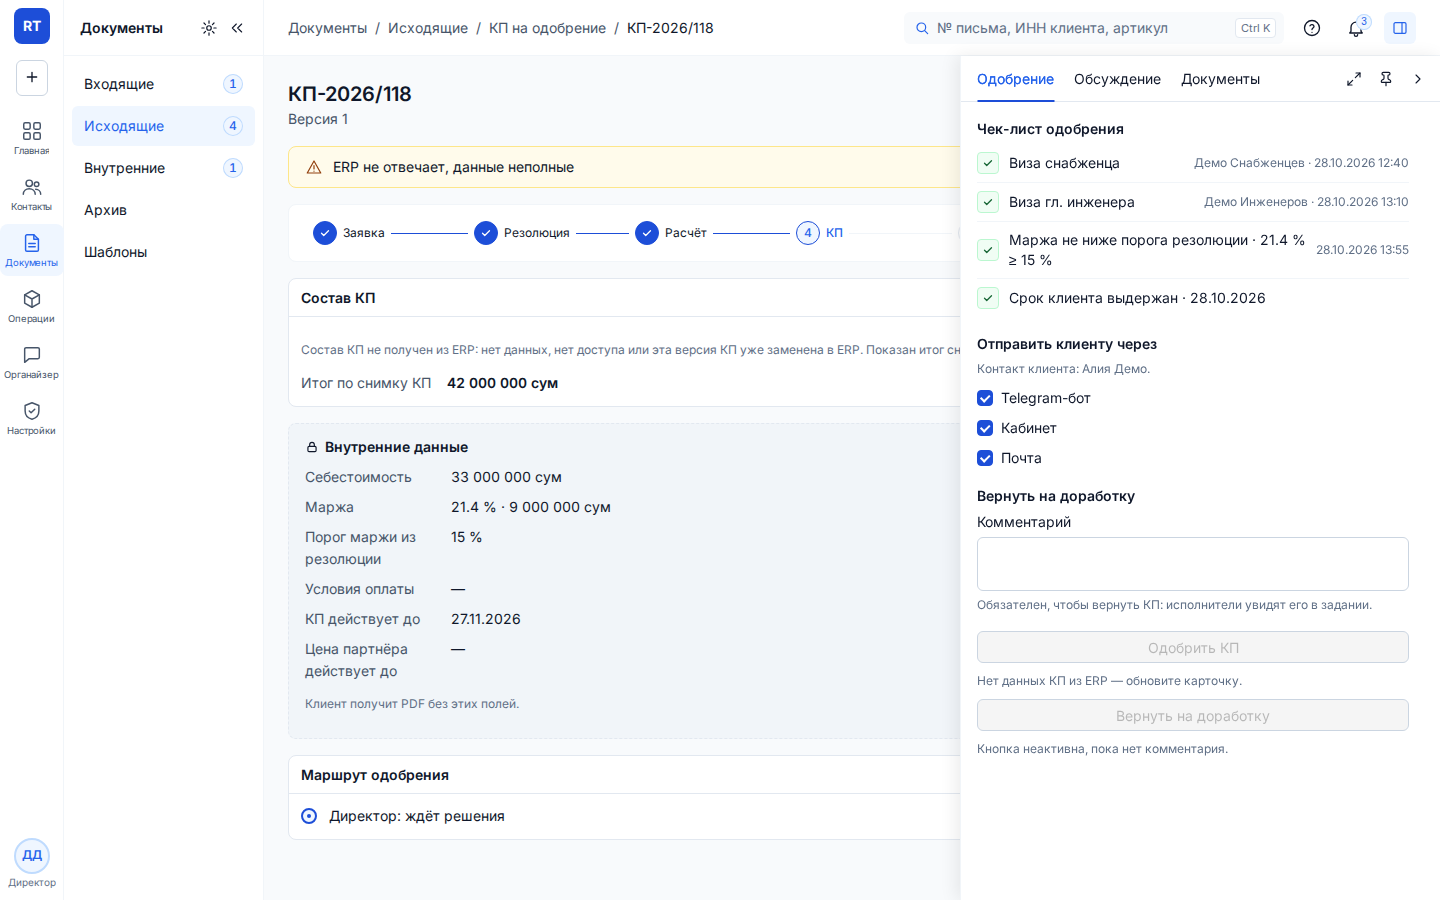 RT
Документы
Документы / Исходящие / КП на одобрение / КП-2026/118
№ письма, ИНН клиента, артикул
Ctrl K
3
Главная
Контакты
Документы
Операции
Органайзер
Настройки
ДД
Директор
Входящие 1
Исходящие 4
Внутренние 1
Архив
Шаблоны
КП-2026/118
Версия 1
ERP не отвечает, данные неполные
Заявка
Резолюция
Расчёт
4 КП
Состав КП
Состав КП не получен из ERP: нет данных, нет доступа или эта версия КП уже заменена в ERP. Показан итог сн
Итог по снимку КП 42 000 000 сум
Внутренние данные
Себестоимость 33 000 000 сум
Маржа 21.4 % · 9 000 000 сум
Порог маржи из 15 %
резолюции
Условия оплаты —
КП действует до 27.11.2026
Цена партнёра —
действует до
Клиент получит PDF без этих полей.
Маршрут одобрения
Директор: ждёт решения
Одобрение Обсуждение Документы
Чек-лист одобрения
Виза снабженца Демо Снабженцев · 28.10.2026 12:40
Виза гл. инженера Демо Инженеров · 28.10.2026 13:10
Маржа не ниже порога резолюции · 21.4 % 28.10.2026 13:55
≥ 15 %
Срок клиента выдержан · 28.10.2026
Отправить клиенту через
Контакт клиента: Алия Демо.
Telegram-бот
Кабинет
Почта
Вернуть на доработку
Комментарий
Обязателен, чтобы вернуть КП: исполнители увидят его в задании.
Одобрить КП
Нет данных КП из ERP — обновите карточку.
Вернуть на доработку
Кнопка неактивна, пока нет комментария.